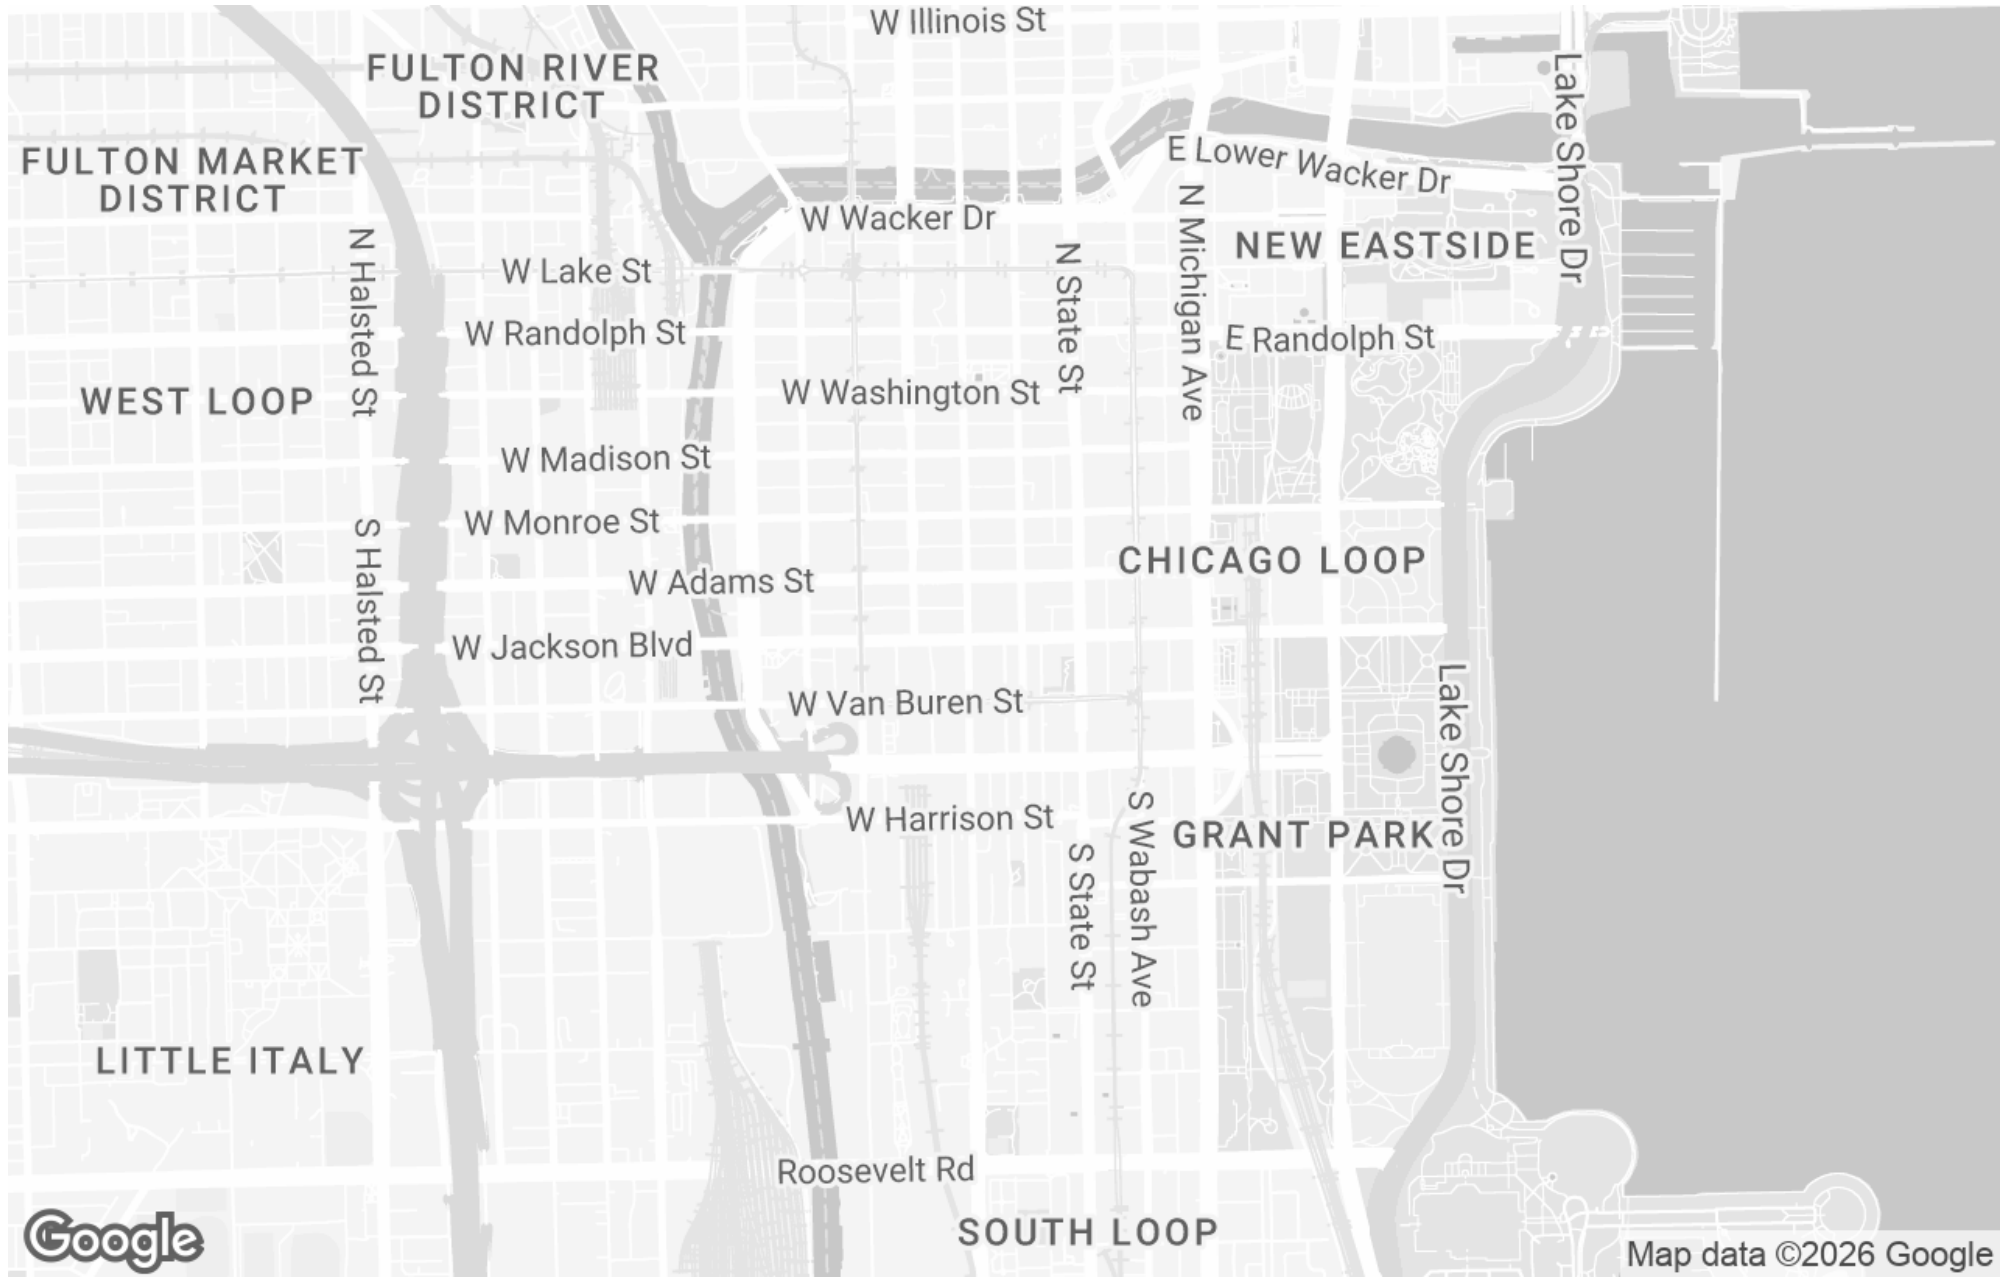 W Illinois St
FULTON RIVER
DISTRICT
Lake Shore Dr
FULTON MARKET
DISTRICT
E Lower Wacker Dr
W Wacker Dr
N Michigan Ave
NEW EASTSIDE
N Halsted St
W Lake St
N State St
W Randolph St
E Randolph St
WEST LOOP
W Washington St
W Madison St
W Monroe St
S Halsted St
CHICAGO LOOP
W Adams St
W Jackson Blvd
Lake Shore Dr
W Van Buren St
W Harrison St
S Wabash Ave
GRANT PARK
S State St
LITTLE ITALY
Roosevelt Rd
SOUTH LOOP
Google
Map data ©2026 Google